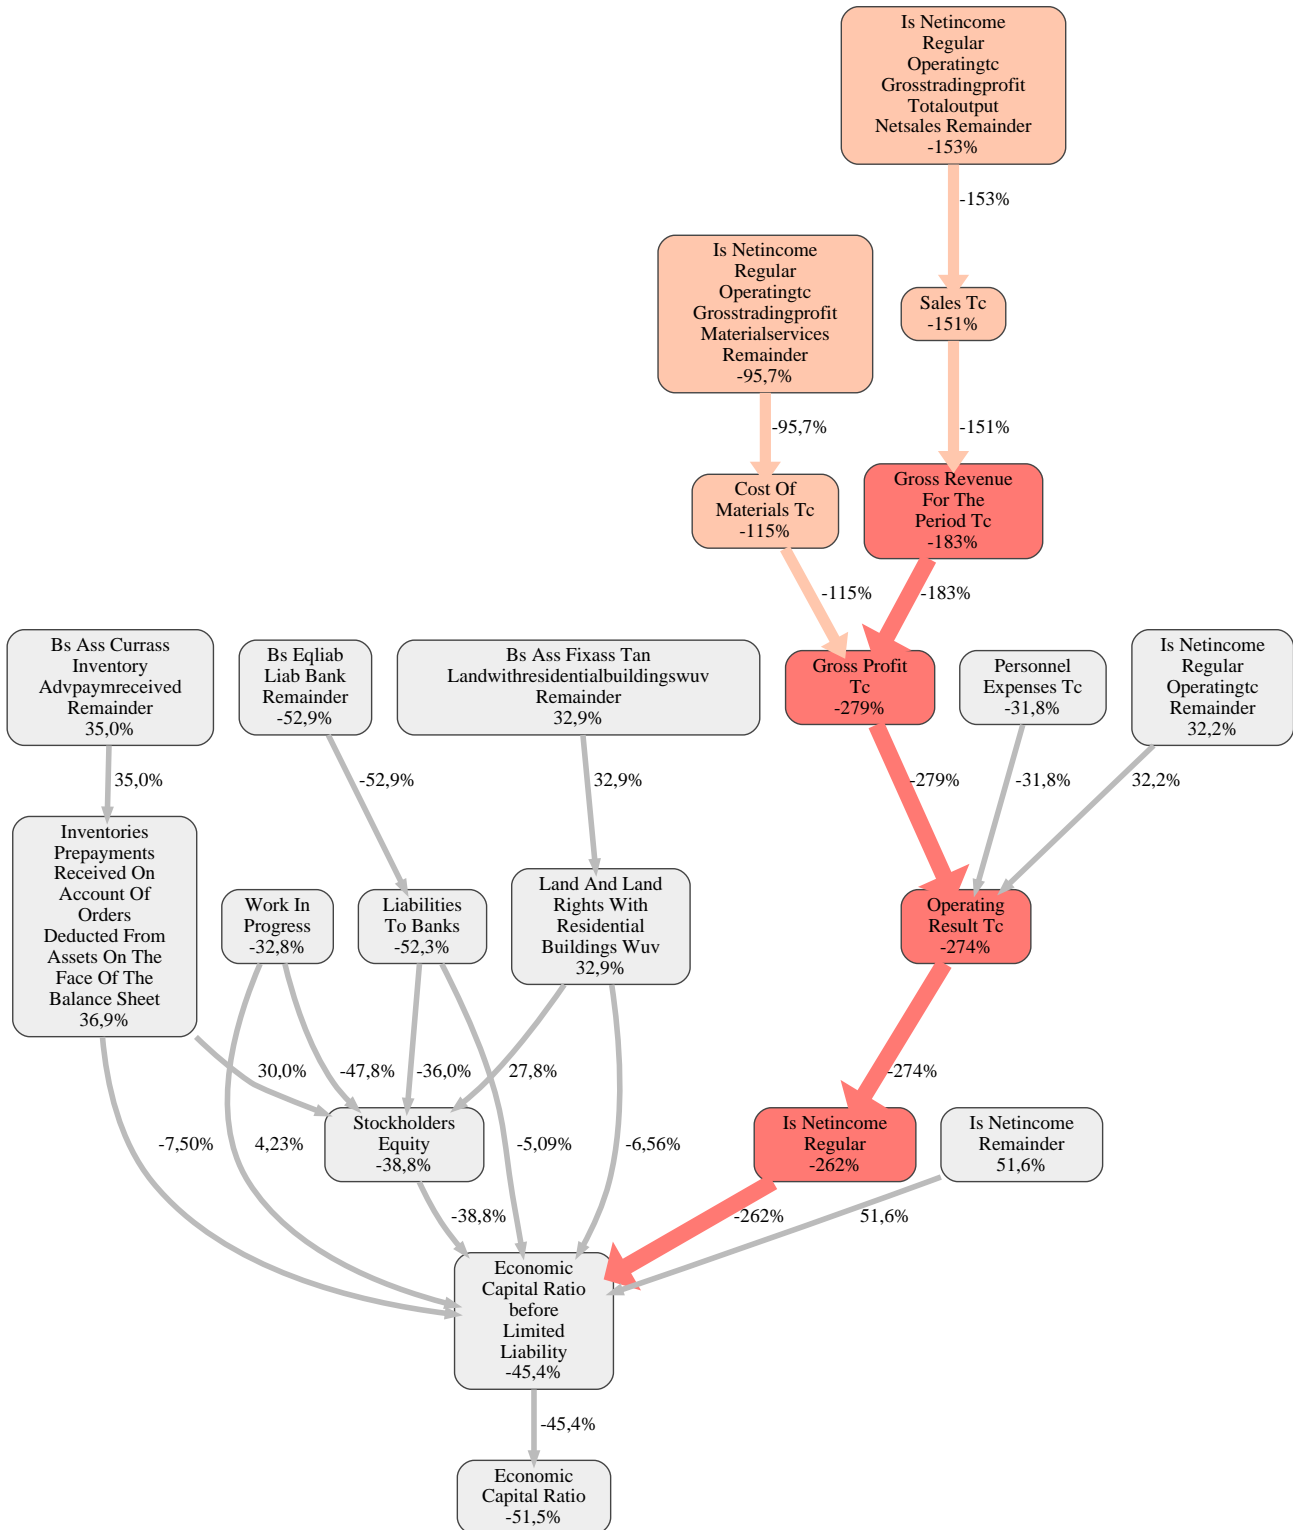 Is Netincome
Regular
Operatingtc
Grosstradingprofit
Totaloutput
Netsales Remainder
-153%
-153%
Is Netincome
Regular
Operatingtc
Grosstradingprofit
Materialservices
Remainder
-95,7%
Sales Tc
-151%
-95,7%
-151%
Cost Of
Materials Tc
-115%
Gross Revenue
For The
Period Tc
-183%
-115%
-183%
Bs Ass Currass
Inventory
Advpaymreceived
Remainder
35,0%
Bs Eqliab
Liab Bank
Remainder
-52,9%
Bs Ass Fixass Tan
Landwithresidentialbuildingswuv
Remainder
32,9%
Gross Profit
Tc
-279%
Personnel
Expenses Tc
-31,8%
Is Netincome
Regular
Operatingtc
Remainder
32,2%
35,0%
-52,9%
32,9%
-279%
-31,8%
32,2%
Inventories
Prepayments
Received On
Account Of
Orders
Deducted From
Assets On The
Face Of The
Balance Sheet
36,9%
Work In
Progress
-32,8%
Liabilities
To Banks
-52,3%
Land And Land
Rights With
Residential
Buildings Wuv
32,9%
Operating
Result Tc
-274%
30,0%
-47,8%
-36,0%
27,8%
-274%
-7,50%
4,23%
Stockholders
Equity
-38,8%
-5,09%
-6,56%
Is Netincome
Regular
-262%
Is Netincome
Remainder
51,6%
-38,8%
-262%
51,6%
Economic
Capital Ratio
before
Limited
Liability
-45,4%
-45,4%
Economic
Capital Ratio
-51,5%